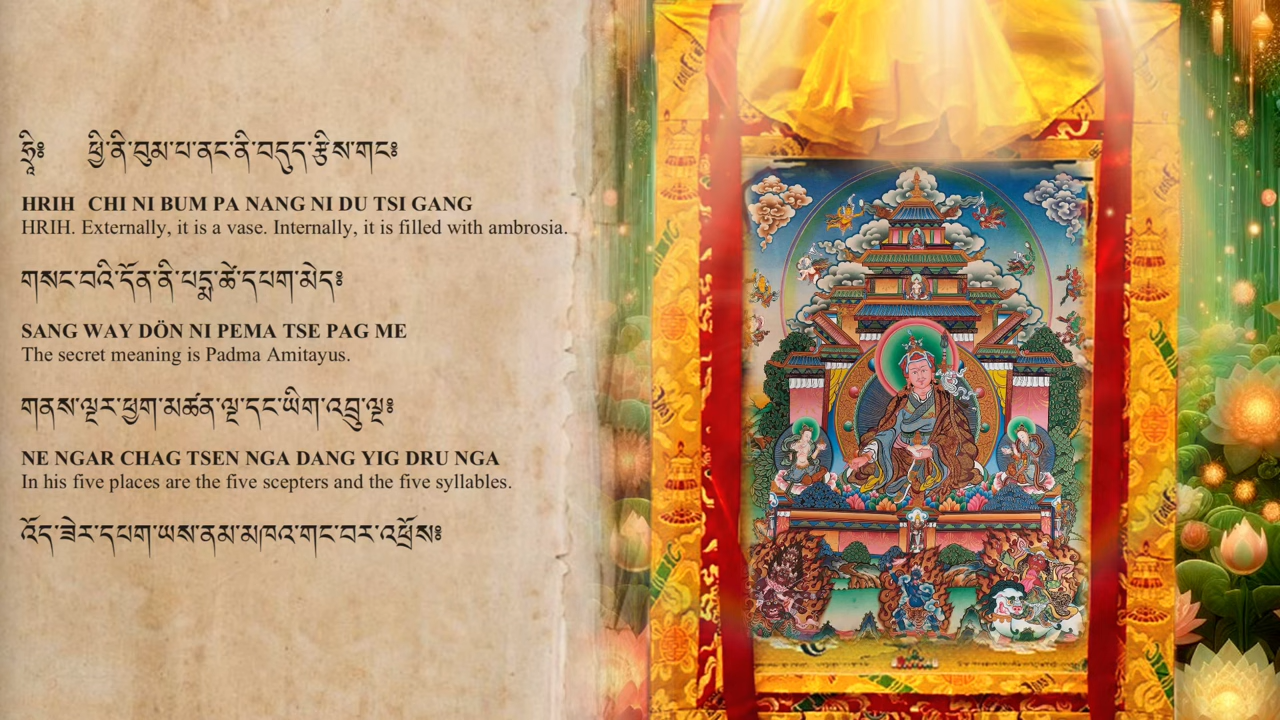 ཧྲཱིཿ ཕྱི་ནི་བུམ་པ་ནང་ནི་བདུད་རྩིས་གང༔
HRIH CHI NI BUM PA NANG NI DU TSI GANG
HRIH. Externally, it is a vase. Internally, it is filled with ambrosia.
གསང་བའི་དོན་ནི་པདྨ་ཚེ་དཔག་མེད༔
SANG WAY DÖN NI PEMA TSE PAG ME
The secret meaning is Padma Amitayus.
གནས་ལྔར་ཕྱག་མཚན་ལྔ་དང་ཡིག་འབྲུ་ལྔ༔
NE NGAR CHAG TSEN NGA DANG YIG DRU NGA
In his five places are the five scepters and the five syllables.
འོད་ཟེར་དཔག་ཡས་ནམ་མཁའ་གང་བར་འཕྲོས༔